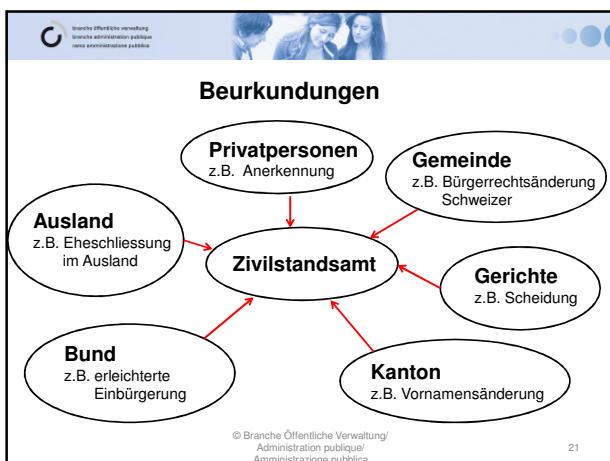 branche öffentliche verwaltung
branche administration publique
ramo amministrazione pubblica
Beurkundungen
Privatpersonen
z.B. Anerkennung
Gemeinde
z.B. Bürgerrechtsänderung
Schweizer
Ausland
z.B. Eheschliessung
im Ausland
Zivilstandsamt
Gerichte
z.B. Scheidung
Bund
z.B. erleichterte
Einbürgerung
Kanton
z.B. Vornamensänderung
© Branche Öffentliche Verwaltung/
Administration publique/
Amministrazione pubblica
21